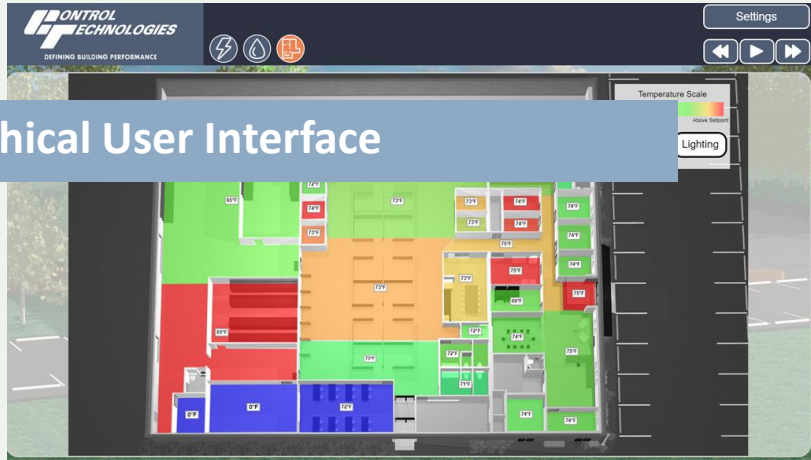 CONTROL
TECHNOLOGIES
DEFINING BUILDING PERFORMANCE
Settings
Temperature Scale
Above Setpoint
hical User Interface
Lighting
72°F
65°F
74°F
73°F
73°F
73°F
74°F
74°F
73°F
74°F
74°F
75°F
74°F
73°F
73°F
75°F
69°F
75°F
65°F
72°F
74°F
73°F
72°F
75°F
71°F
0°F
0°F
72°F
74°F
74°F